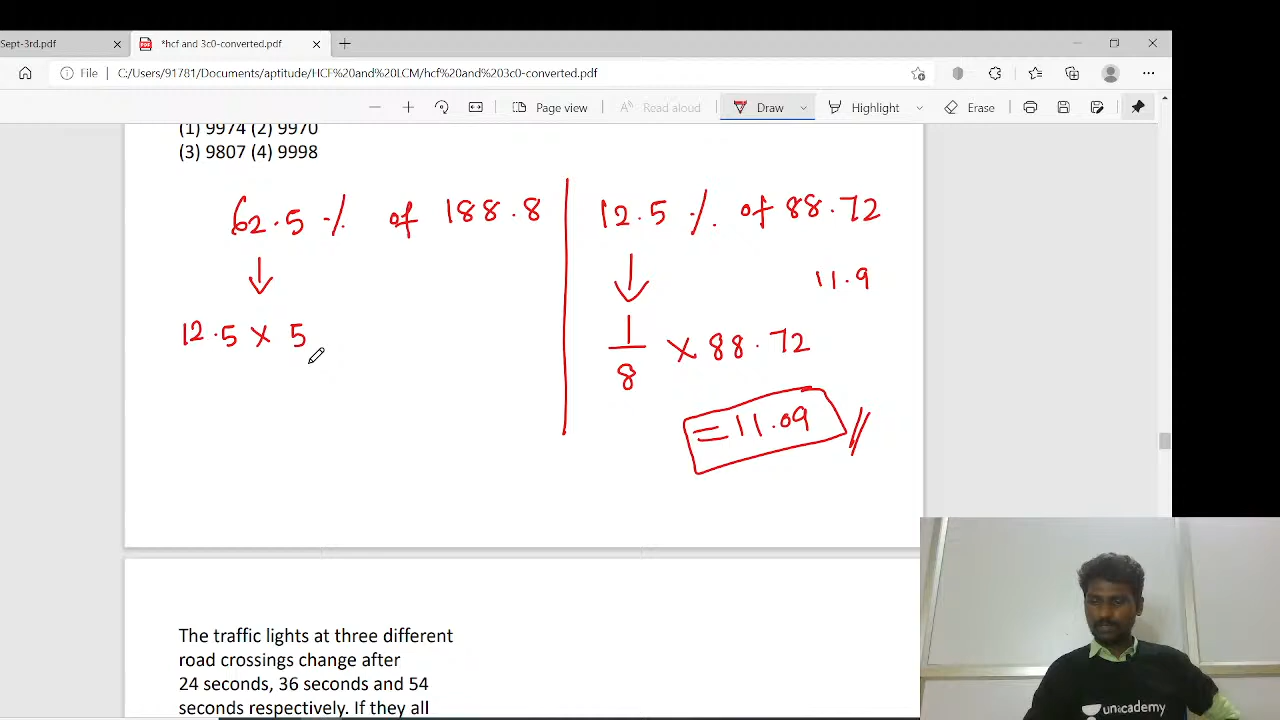 Sept-3rd.pdf
*hcf and 3c0-converted.pdf
File C:/Users/91781/Documents/aptitude/HCF%20and%20LCM/hcf%20and%203c0-converted.pdf
Page view Read aloud Draw Highlight Erase
(1) 9974 (2) 9970
(3) 9807 (4) 9998
62.5 % of 188.8
12.5 × 5
12.5 % of 88.72
11.9
1/8 × 88.72
= 11.09
The traffic lights at three different
road crossings change after
24 seconds, 36 seconds and 54
seconds respectively. If they all
unacademy